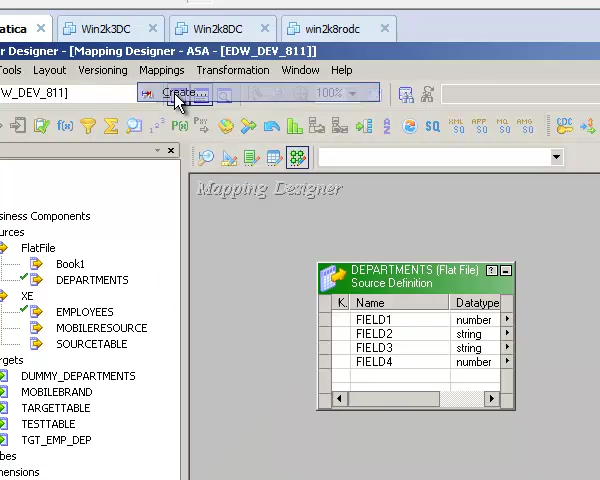 atica Win2k3DC Win2k8DC win2k8rodc
er Designer - [Mapping Designer - ASA - [EDW_DEV_811]]
Tools Layout Versioning Mappings Transformation Window Help
W_DEV_811] Create... 100%
Mapping Designer
siness Components
urces
FlatFile
Book1
DEPARTMENTS
XE
EMPLOYEES
MOBILERESOURCE
SOURCETABLE
rgets
DUMMY_DEPARTMENTS
MOBILEBRAND
TARGETTABLE
TESTTABLE
TGT_EMP_DEP
bes
mensions
DEPARTMENTS (Flat File)
Source Definition
K. Name Datatype
FIELD1 number
FIELD2 string
FIELD3 string
FIELD4 number